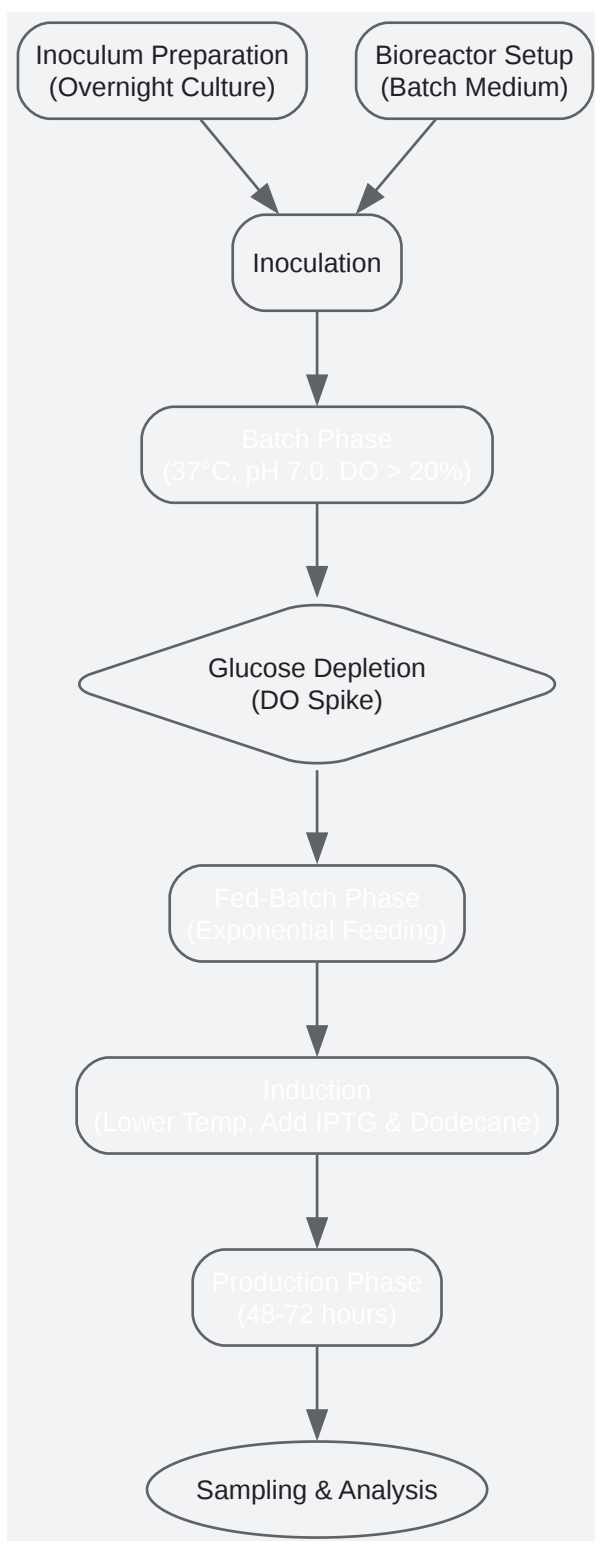 Inoculum Preparation
(Overnight Culture)
Bioreactor Setup
(Batch Medium)
Inoculation
Batch Phase
(37°C, pH 7.0, DO > 20%)
Glucose Depletion
(DO Spike)
Fed-Batch Phase
(Exponential Feeding)
Induction
(Lower Temp, Add IPTG & Dodecane)
Production Phase
(48-72 hours)
Sampling & Analysis